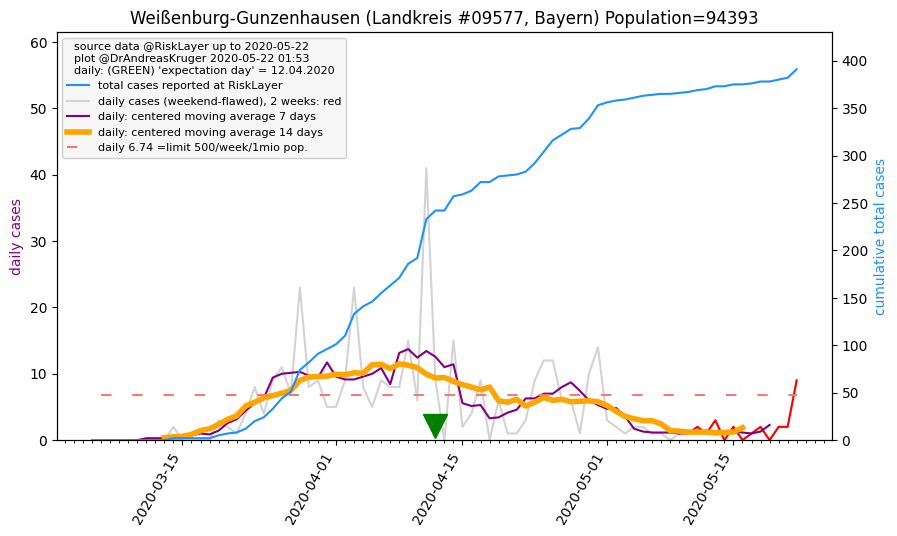 Weißenburg-Gunzenhausen (Landkreis #09577, Bayern) Population=94393
source data @RiskLayer up to 2020-05-22
plot @DrAndreasKruger 2020-05-22 01:53
daily: (GREEN) 'expectation day' = 12.04.2020
total cases reported at RiskLayer
daily cases (weekend-flawed), 2 weeks: red
daily: centered moving average 7 days
daily: centered moving average 14 days
daily 6.74 =limit 500/week/1mio pop.
daily cases
60
50
40
30
20
10
0
cumulative total cases
400
350
300
250
200
150
100
50
0
2020-03-15
2020-04-01
2020-04-15
2020-05-01
2020-05-15